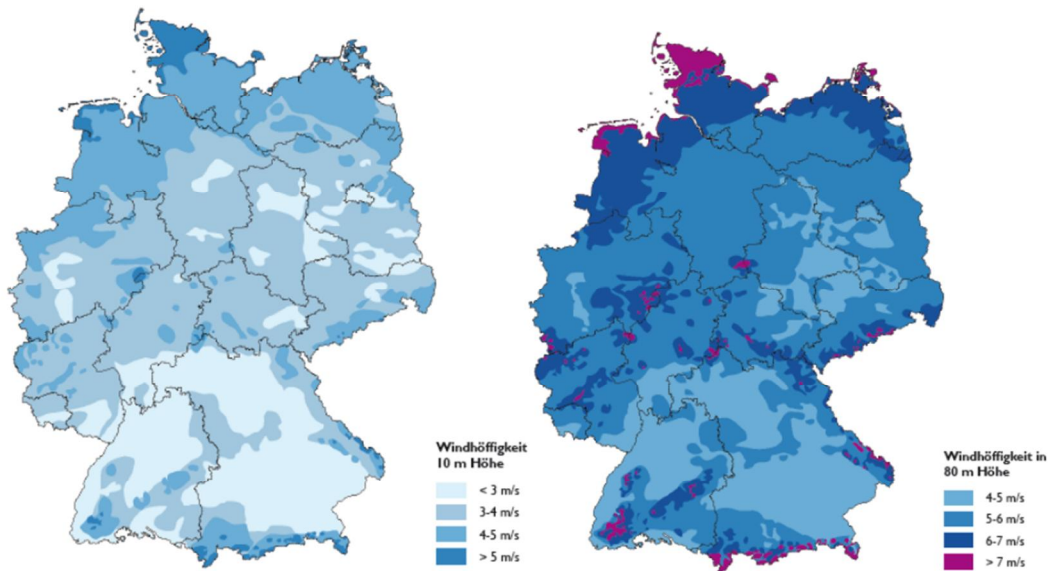 Windhöffigkeit
10 m Höhe
< 3 m/s
3-4 m/s
4-5 m/s
> 5 m/s
Windhöffigkeit in
80 m Höhe
4-5 m/s
5-6 m/s
6-7 m/s
> 7 m/s